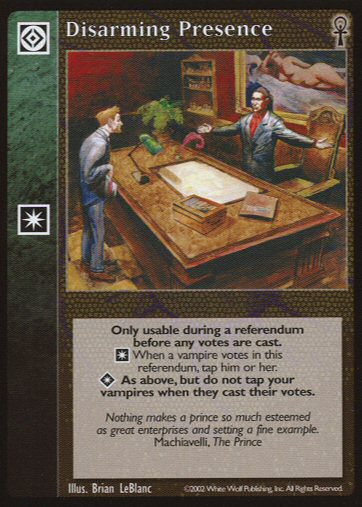 Disarming Presence
Only usable during a referendum
before any votes are cast.
When a vampire votes in this
referendum, tap him or her.
As above, but do not tap your
vampires when they cast their votes.
Nothing makes a prince so much esteemed
as great enterprises and setting a fine example.
Machiavelli, The Prince
Illus. Brian LeBlanc
©2002 White Wolf Publishing, Inc. All Rights Reserved.